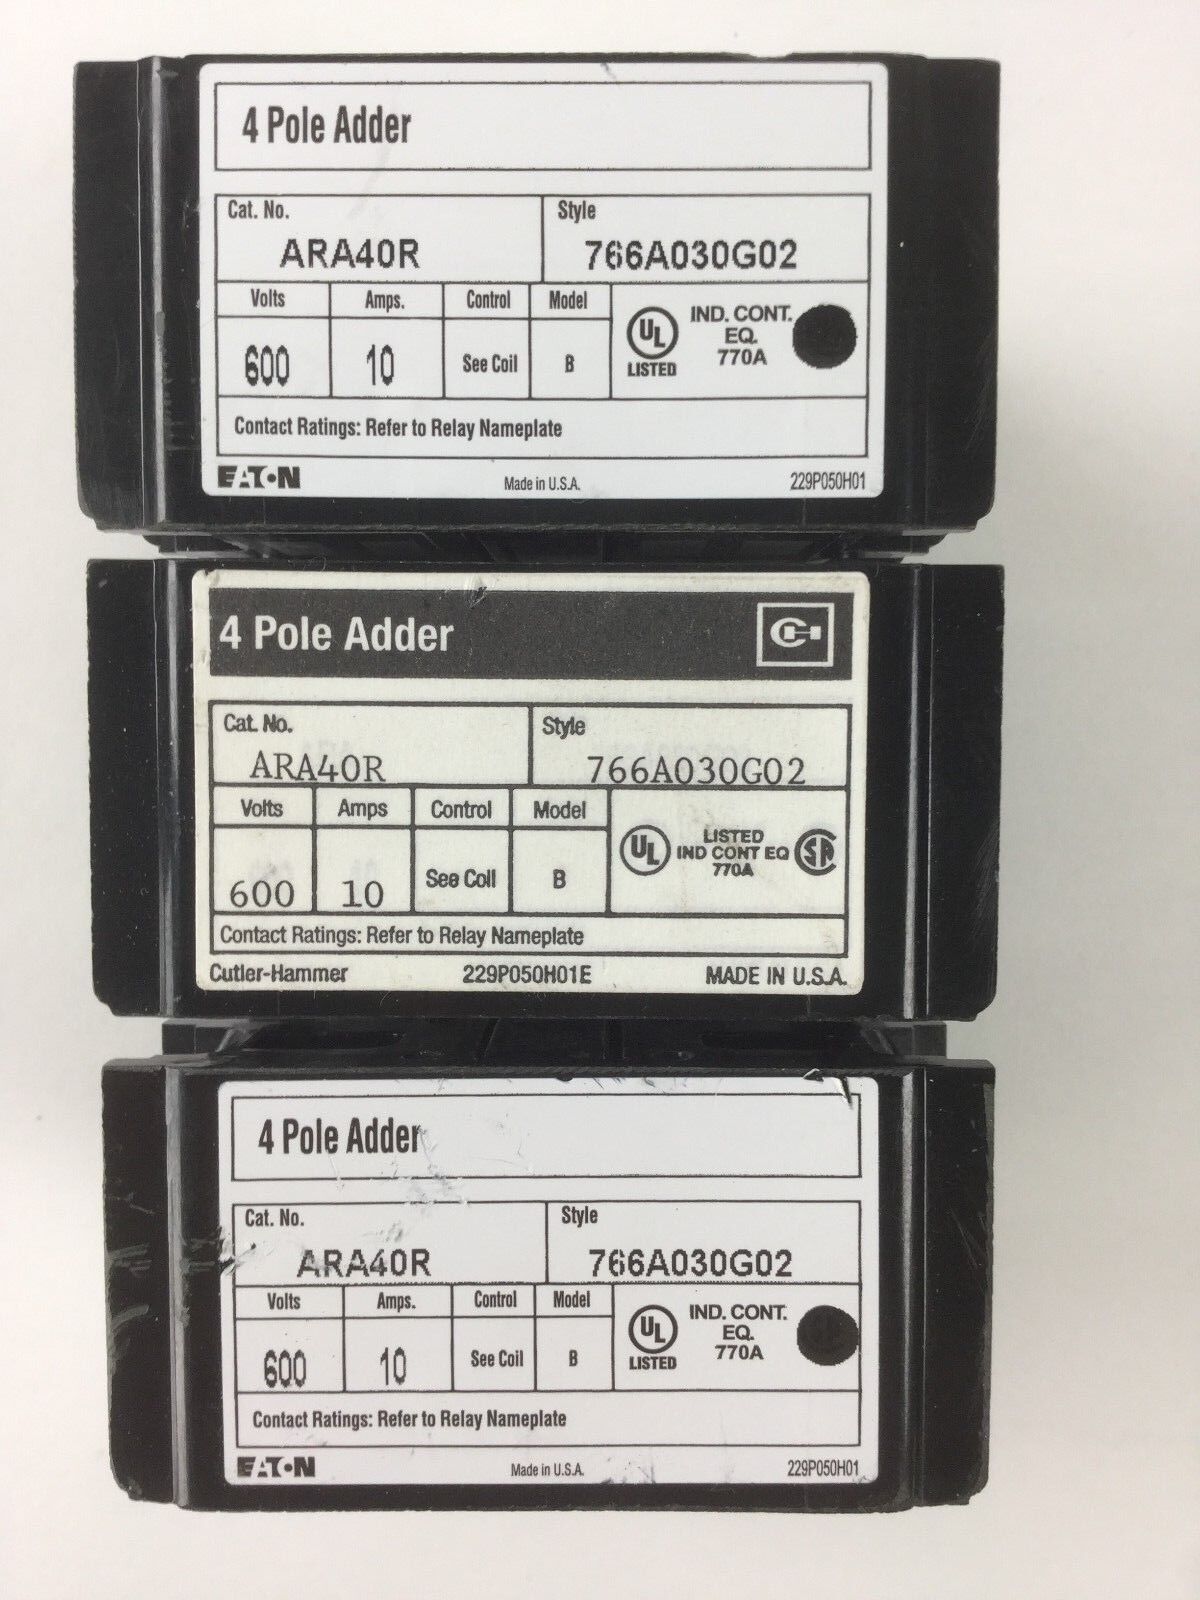 4 Pole Adder
Cat. No. Style
ARA40R 766A030G02
Volts Amps. Control Model
UL LISTED IND. CONT. EQ. 770A
600 10 See Coil B
Contact Ratings: Refer to Relay Nameplate
EATON Made in U.S.A. 229P050H01
4 Pole Adder
Cat. No. Style
ARA40R 766A030G02
Volts Amps Control Model
UL LISTED IND CONT EQ 770A
600 10 See Coil B
Contact Ratings: Refer to Relay Nameplate
Cutler-Hammer 229P050H01E MADE IN U.S.A.
4 Pole Adder
Cat. No. Style
ARA40R 766A030G02
Volts Amps. Control Model
UL LISTED IND. CONT. EQ. 770A
600 10 See Coil B
Contact Ratings: Refer to Relay Nameplate
EATON Made in U.S.A. 229P050H01